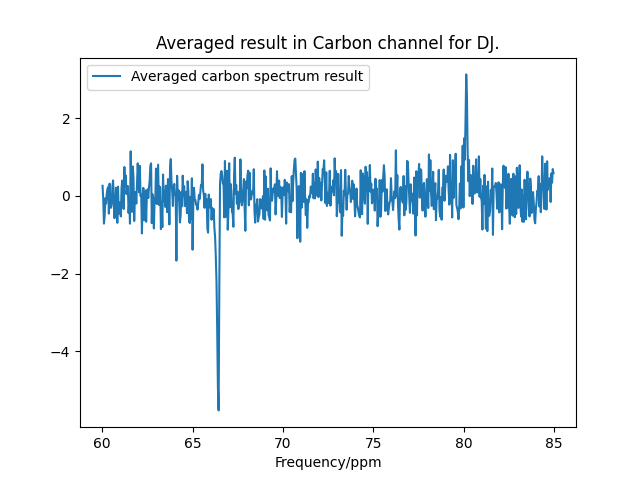 Averaged result in Carbon channel for DJ.
Averaged carbon spectrum result
2
0
−2
−4
60 65 70 75 80 85
Frequency/ppm